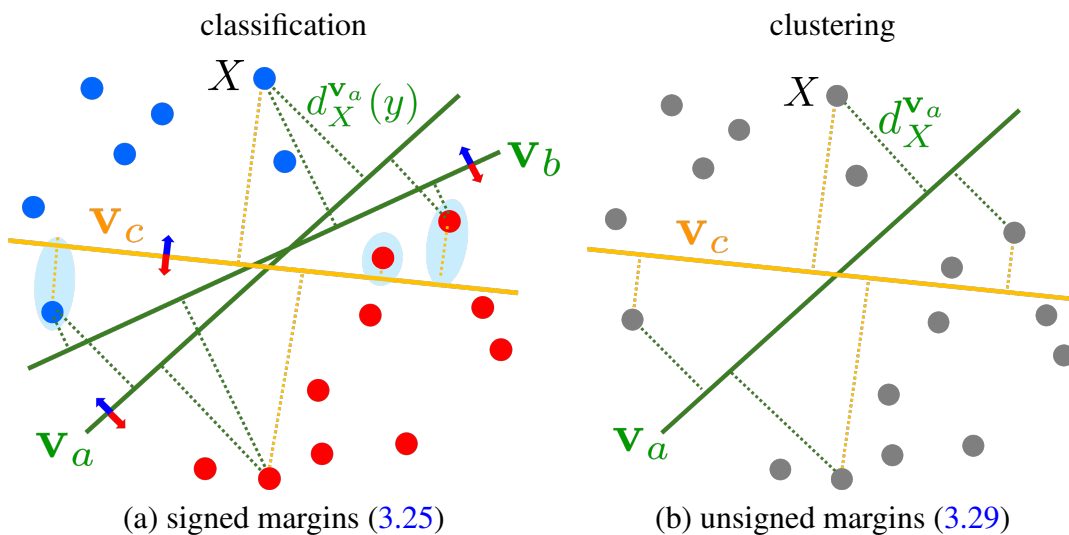 classification
X
d_X^{v_a}(y)
v_b
v_c
v_a
(a) signed margins (3.25)
clustering
X
d_X^{v_a}
v_c
v_a
(b) unsigned margins (3.29)